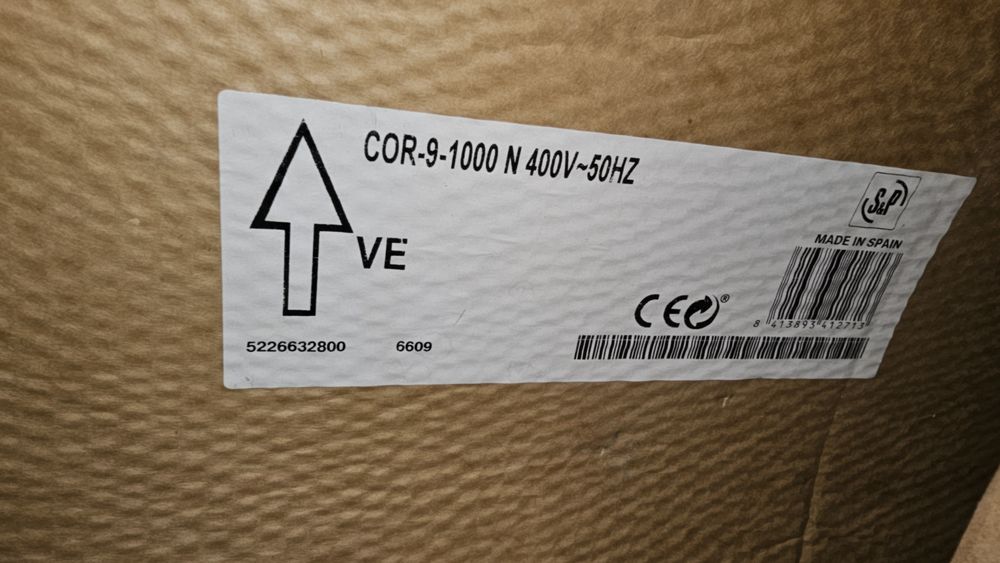 COR-9-1000 N 400V~50HZ
S&P
VE
MADE IN SPAIN
CE
8 413893 412713
5226632800 6609